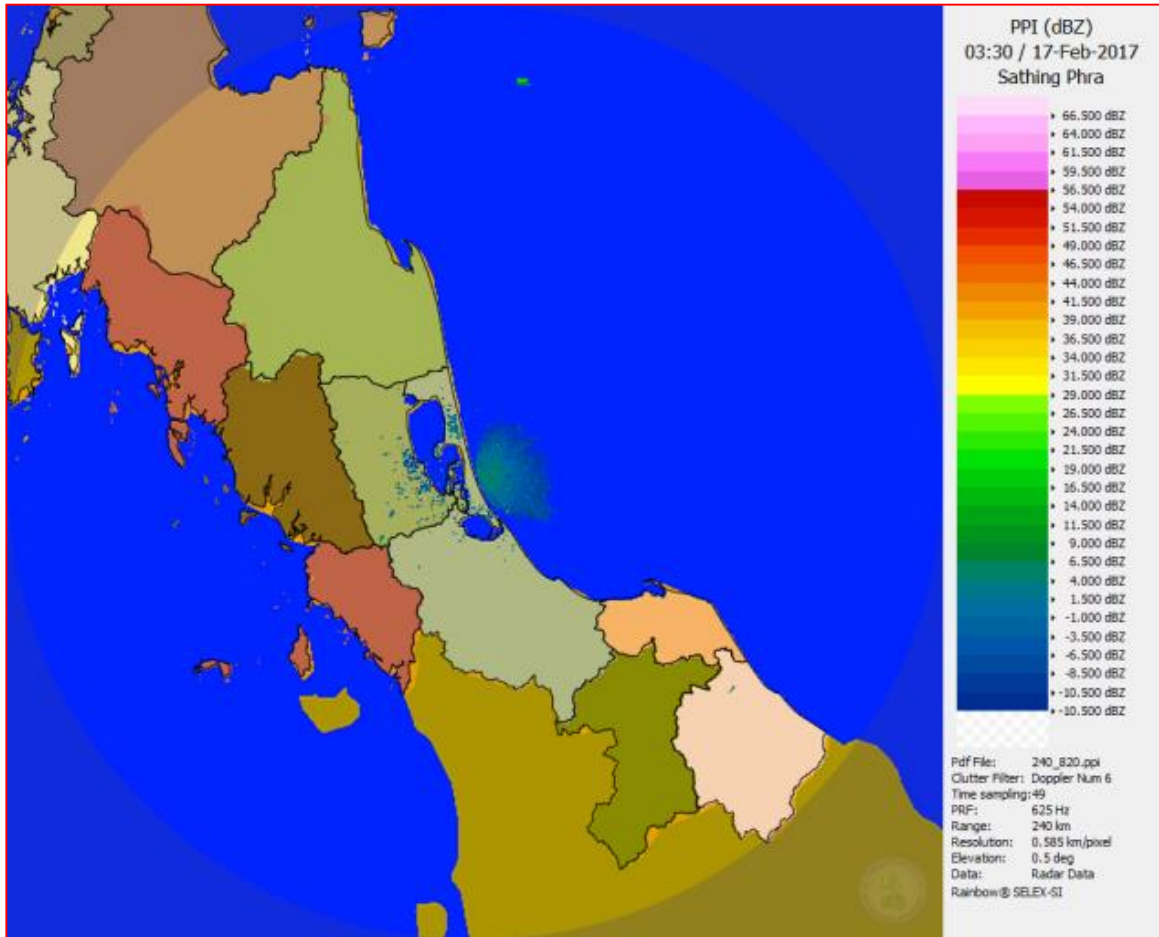 PPI (dBZ)
03:30 / 17-Feb-2017
Sathing Phra
66.500 dBZ
64.000 dBZ
61.500 dBZ
59.500 dBZ
56.500 dBZ
54.000 dBZ
51.500 dBZ
49.000 dBZ
46.500 dBZ
44.000 dBZ
41.500 dBZ
39.000 dBZ
36.500 dBZ
34.000 dBZ
31.500 dBZ
29.000 dBZ
26.500 dBZ
24.000 dBZ
21.500 dBZ
19.000 dBZ
16.500 dBZ
14.000 dBZ
11.500 dBZ
9.000 dBZ
6.500 dBZ
4.000 dBZ
1.500 dBZ
-1.000 dBZ
-3.500 dBZ
-6.500 dBZ
-8.500 dBZ
-10.500 dBZ
-10.500 dBZ
Pdf File: 240_820.ppi
Clutter Filter: Doppler Num 6
Time sampling:49
PRF: 625 Hz
Range: 240 km
Resolution: 0.585 km/pixel
Elevation: 0.5 deg
Data: Radar Data
Rainbow® SELEX-SI